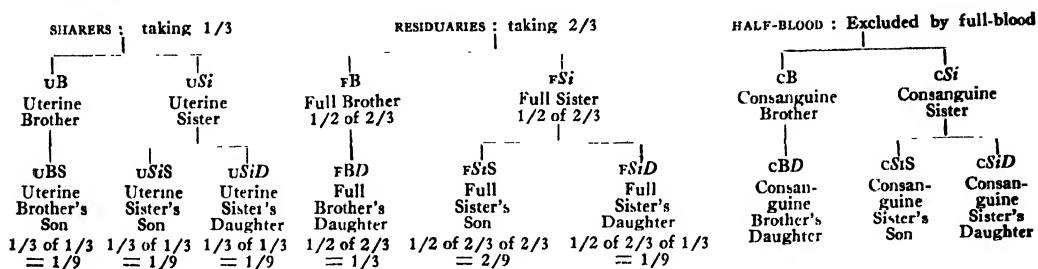 SHARERS : taking 1/3 RESIDUARIES : taking 2/3 HALF-BLOOD : Excluded by full-blood
UB USi FB FSi CB CSi
Uterine Uterine Full Brother Full Sister Consanguine Consanguine
Brother Sister 1/2 of 2/3 1/2 of 2/3 Brother Sister
UBS USiS USiD FBD FSiS FSiD CBD CSiS CSiD
Uterine Uterine Uterine Full Full Full Consan- Consan- Consan-
Brother's Sister's Sister's Brother's Sister's Sister's guine guine guine
Son Son Daughter Daughter Son Daughter Brother's Sister's Sister's
1/3 of 1/3 1/3 of 1/3 1/3 of 1/3 1/2 of 2/3 1/2 of 2/3 of 2/3 1/2 of 2/3 of 1/3 Daughter Son Daughter
= 1/9 = 1/9 = 1/9 = 1/3 = 2/9 = 1/9